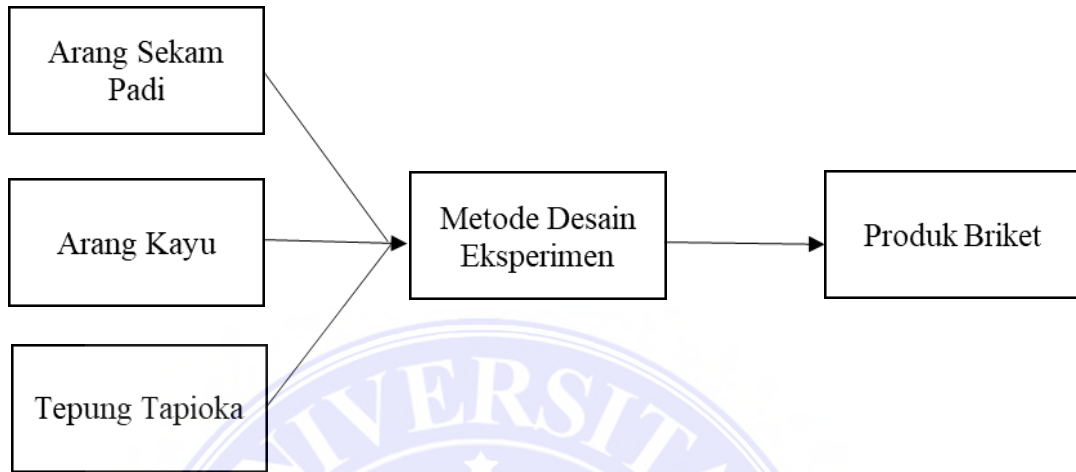 Arang Sekam
Padi
Arang Kayu
Tepung Tapioka
Metode Desain
Eksperimen
Produk Briket